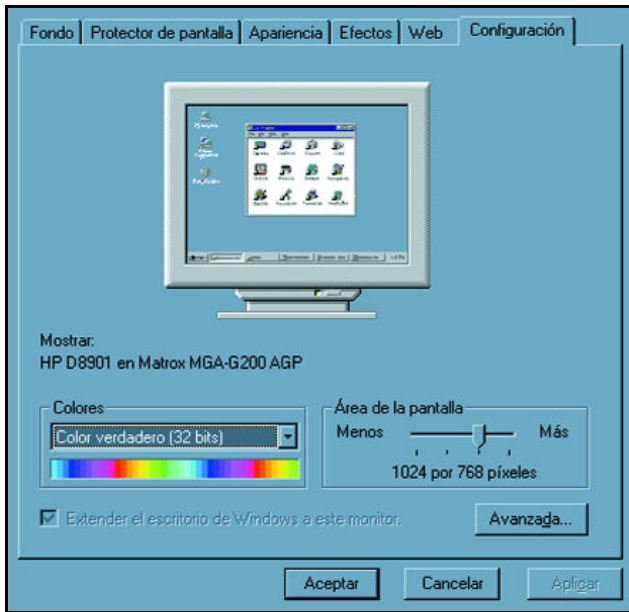 Fondo Protector de pantalla Apariencia Efectos Web Configuración
Mostrar:
HP D8901 en Matrox MGA-G200 AGP
Colores
Color verdadero (32 bits)
Área de la pantalla
Menos Más
1024 por 768 píxeles
Extender el escritorio de Windows a este monitor.
Avanzada...
Aceptar Cancelar Aplicar